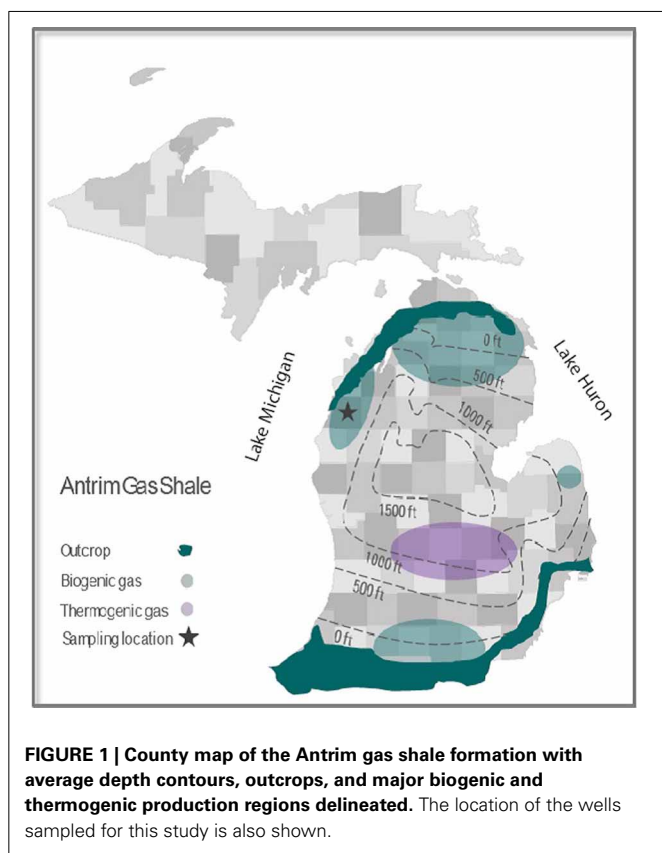 0 ft
500 ft
1000 ft
Lake Michigan
Lake Huron
Antrim Gas Shale
1500 ft
1000 ft
500 ft
0 ft
Outcrop
Biogenic gas
Thermogenic gas
Sampling location
FIGURE 1 | County map of the Antrim gas shale formation with
average depth contours, outcrops, and major biogenic and
thermogenic production regions delineated. The location of the wells
sampled for this study is also shown.